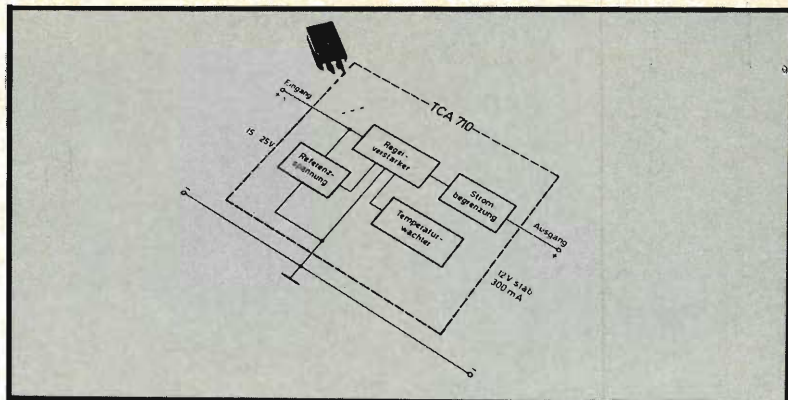 TCA 710
Eingang
+
15 25V
Referenz-
spannung
Regel-
verstärker
Temperatur-
wächter
Strom
begrenzung
Ausgang
+
12V stab
300 mA
-
-